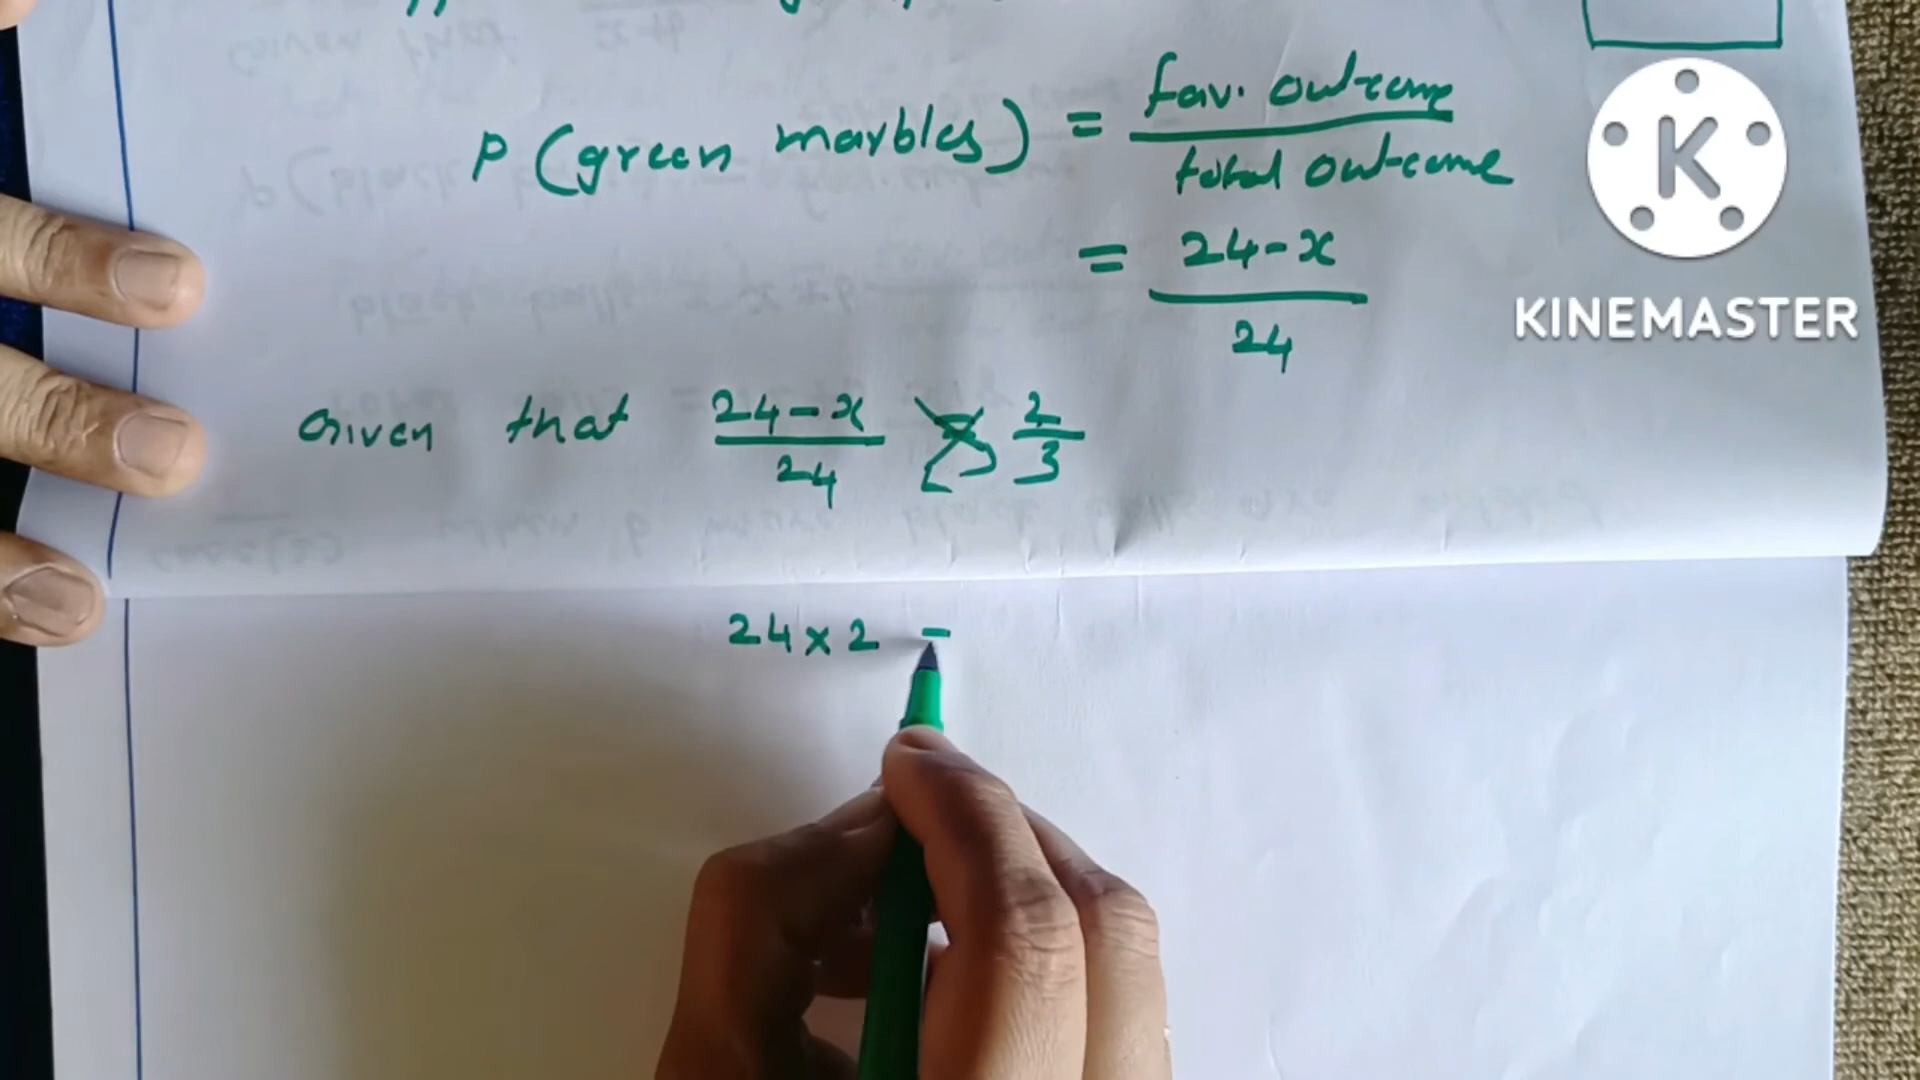 P (green marbles) = fav. outcome / total outcome
= 24-x / 24
KINEMASTER
Given that 24-x / 24 = 2 / 3
24 x 2 =